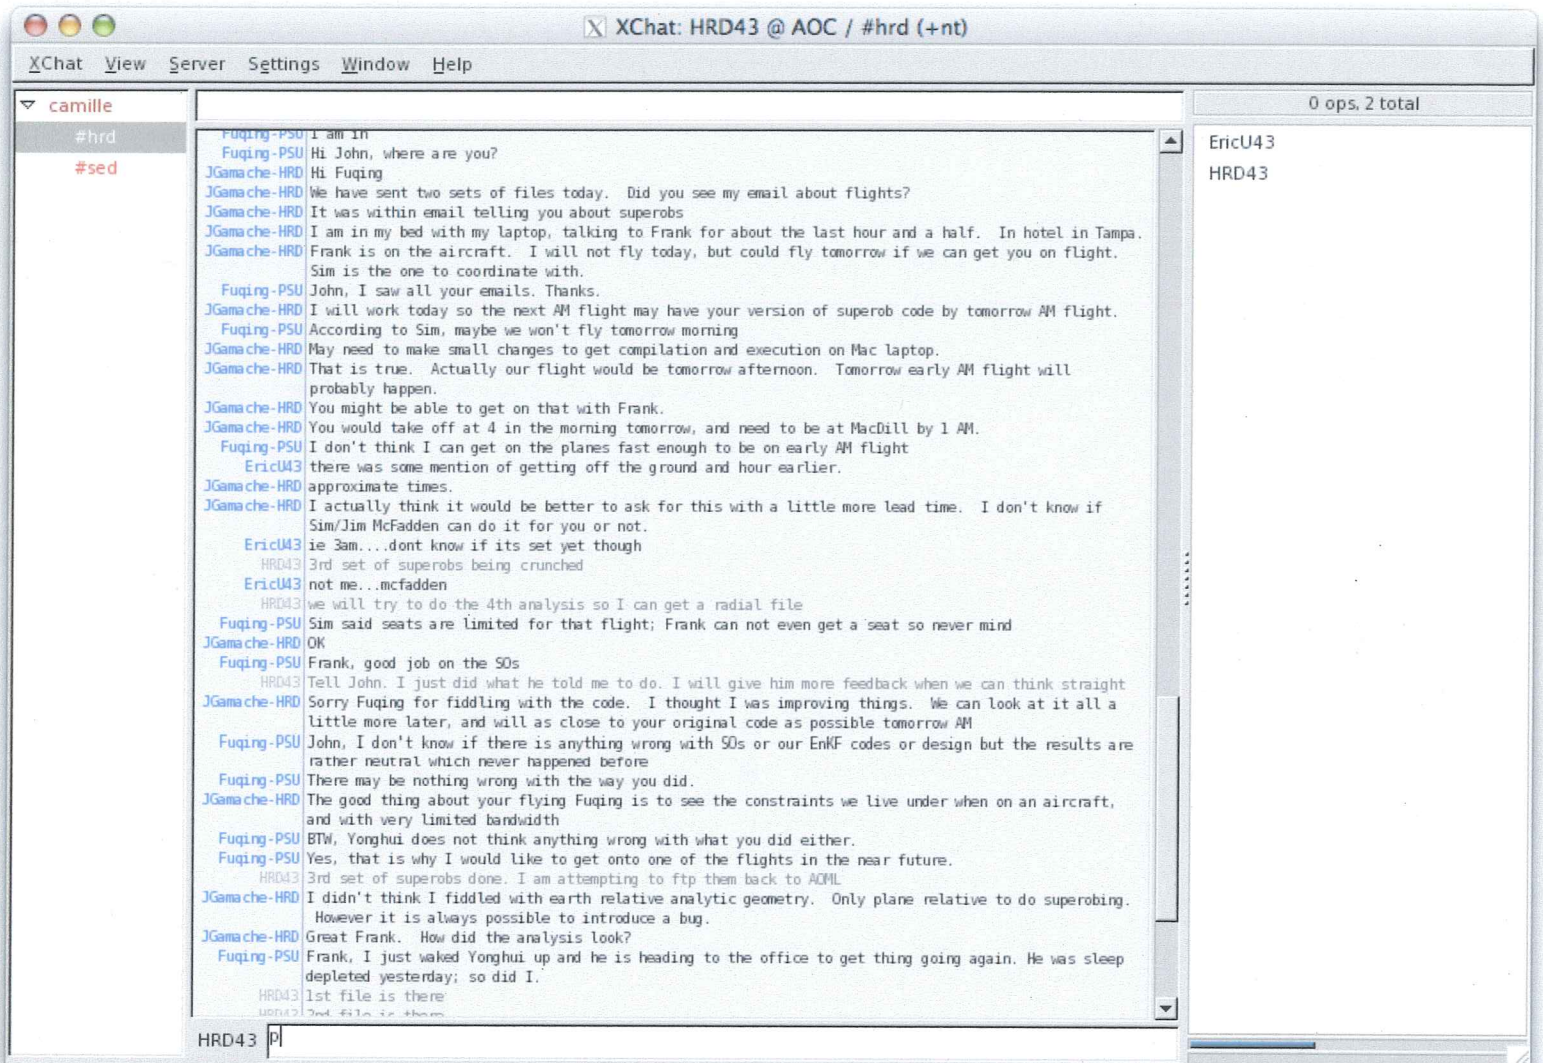 XChat: HRD43 @ AOC / #hrd (+nt)
XChat View Server Settings Window Help
camille
#hrd
#sed
0 ops, 2 total
EricU43
HRD43
Fuqing-PSU I am in
Fuqing-PSU Hi John, where are you?
JGamache-HRD Hi Fuqing
JGamache-HRD We have sent two sets of files today. Did you see my email about flights?
JGamache-HRD It was within email telling you about superobs
JGamache-HRD I am in my bed with my laptop, talking to Frank for about the last hour and a half. In hotel in Tampa.
JGamache-HRD Frank is on the aircraft. I will not fly today, but could fly tomorrow if we can get you on flight.
Sim is the one to coordinate with.
Fuqing-PSU John, I saw all your emails. Thanks.
JGamache-HRD I will work today so the next AM flight may have your version of superob code by tomorrow AM flight.
Fuqing-PSU According to Sim, maybe we won't fly tomorrow morning
JGamache-HRD May need to make small changes to get compilation and execution on Mac laptop.
JGamache-HRD That is true. Actually our flight would be tomorrow afternoon. Tomorrow early AM flight will
probably happen.
JGamache-HRD You might be able to get on that with Frank.
JGamache-HRD You would take off at 4 in the morning tomorrow, and need to be at MacDill by 1 AM.
Fuqing-PSU I don't think I can get on the planes fast enough to be on early AM flight
EricU43 there was some mention of getting off the ground and hour earlier.
JGamache-HRD approximate times.
JGamache-HRD I actually think it would be better to ask for this with a little more lead time. I don't know if
Sim/Jim McFadden can do it for you or not.
EricU43 ie 3am....dont know if its set yet though
HRD43 3rd set of superobs being crunched
EricU43 not me...mcfadden
HRD43 we will try to do the 4th analysis so I can get a radial file
Fuqing-PSU Sim said seats are limited for that flight; Frank can not even get a seat so never mind
JGamache-HRD OK
Fuqing-PSU Frank, good job on the SOs
HRD43 Tell John. I just did what he told me to do. I will give him more feedback when we can think straight
JGamache-HRD Sorry Fuqing for fiddling with the code. I thought I was improving things. We can look at it all a
little more later, and will as close to your original code as possible tomorrow AM
Fuqing-PSU John, I don't know if there is anything wrong with SOs or our EnKF codes or design but the results are
rather neutral which never happened before
Fuqing-PSU There may be nothing wrong with the way you did.
JGamache-HRD The good thing about your flying Fuqing is to see the constraints we live under when on an aircraft,
and with very limited bandwidth
Fuqing-PSU BTW, Yonghui does not think anything wrong with what you did either.
Fuqing-PSU Yes, that is why I would like to get onto one of the flights in the near future.
HRD43 3rd set of superobs done. I am attempting to ftp them back to AOML
JGamache-HRD I didn't think I fiddled with earth relative analytic geometry. Only plane relative to do superobing.
However it is always possible to introduce a bug.
JGamache-HRD Great Frank. How did the analysis look?
Fuqing-PSU Frank, I just waked Yonghui up and he is heading to the office to get thing going again. He was sleep
depleted yesterday; so did I.
HRD43 1st file is there
HRD43 2nd file is there
HRD43 p